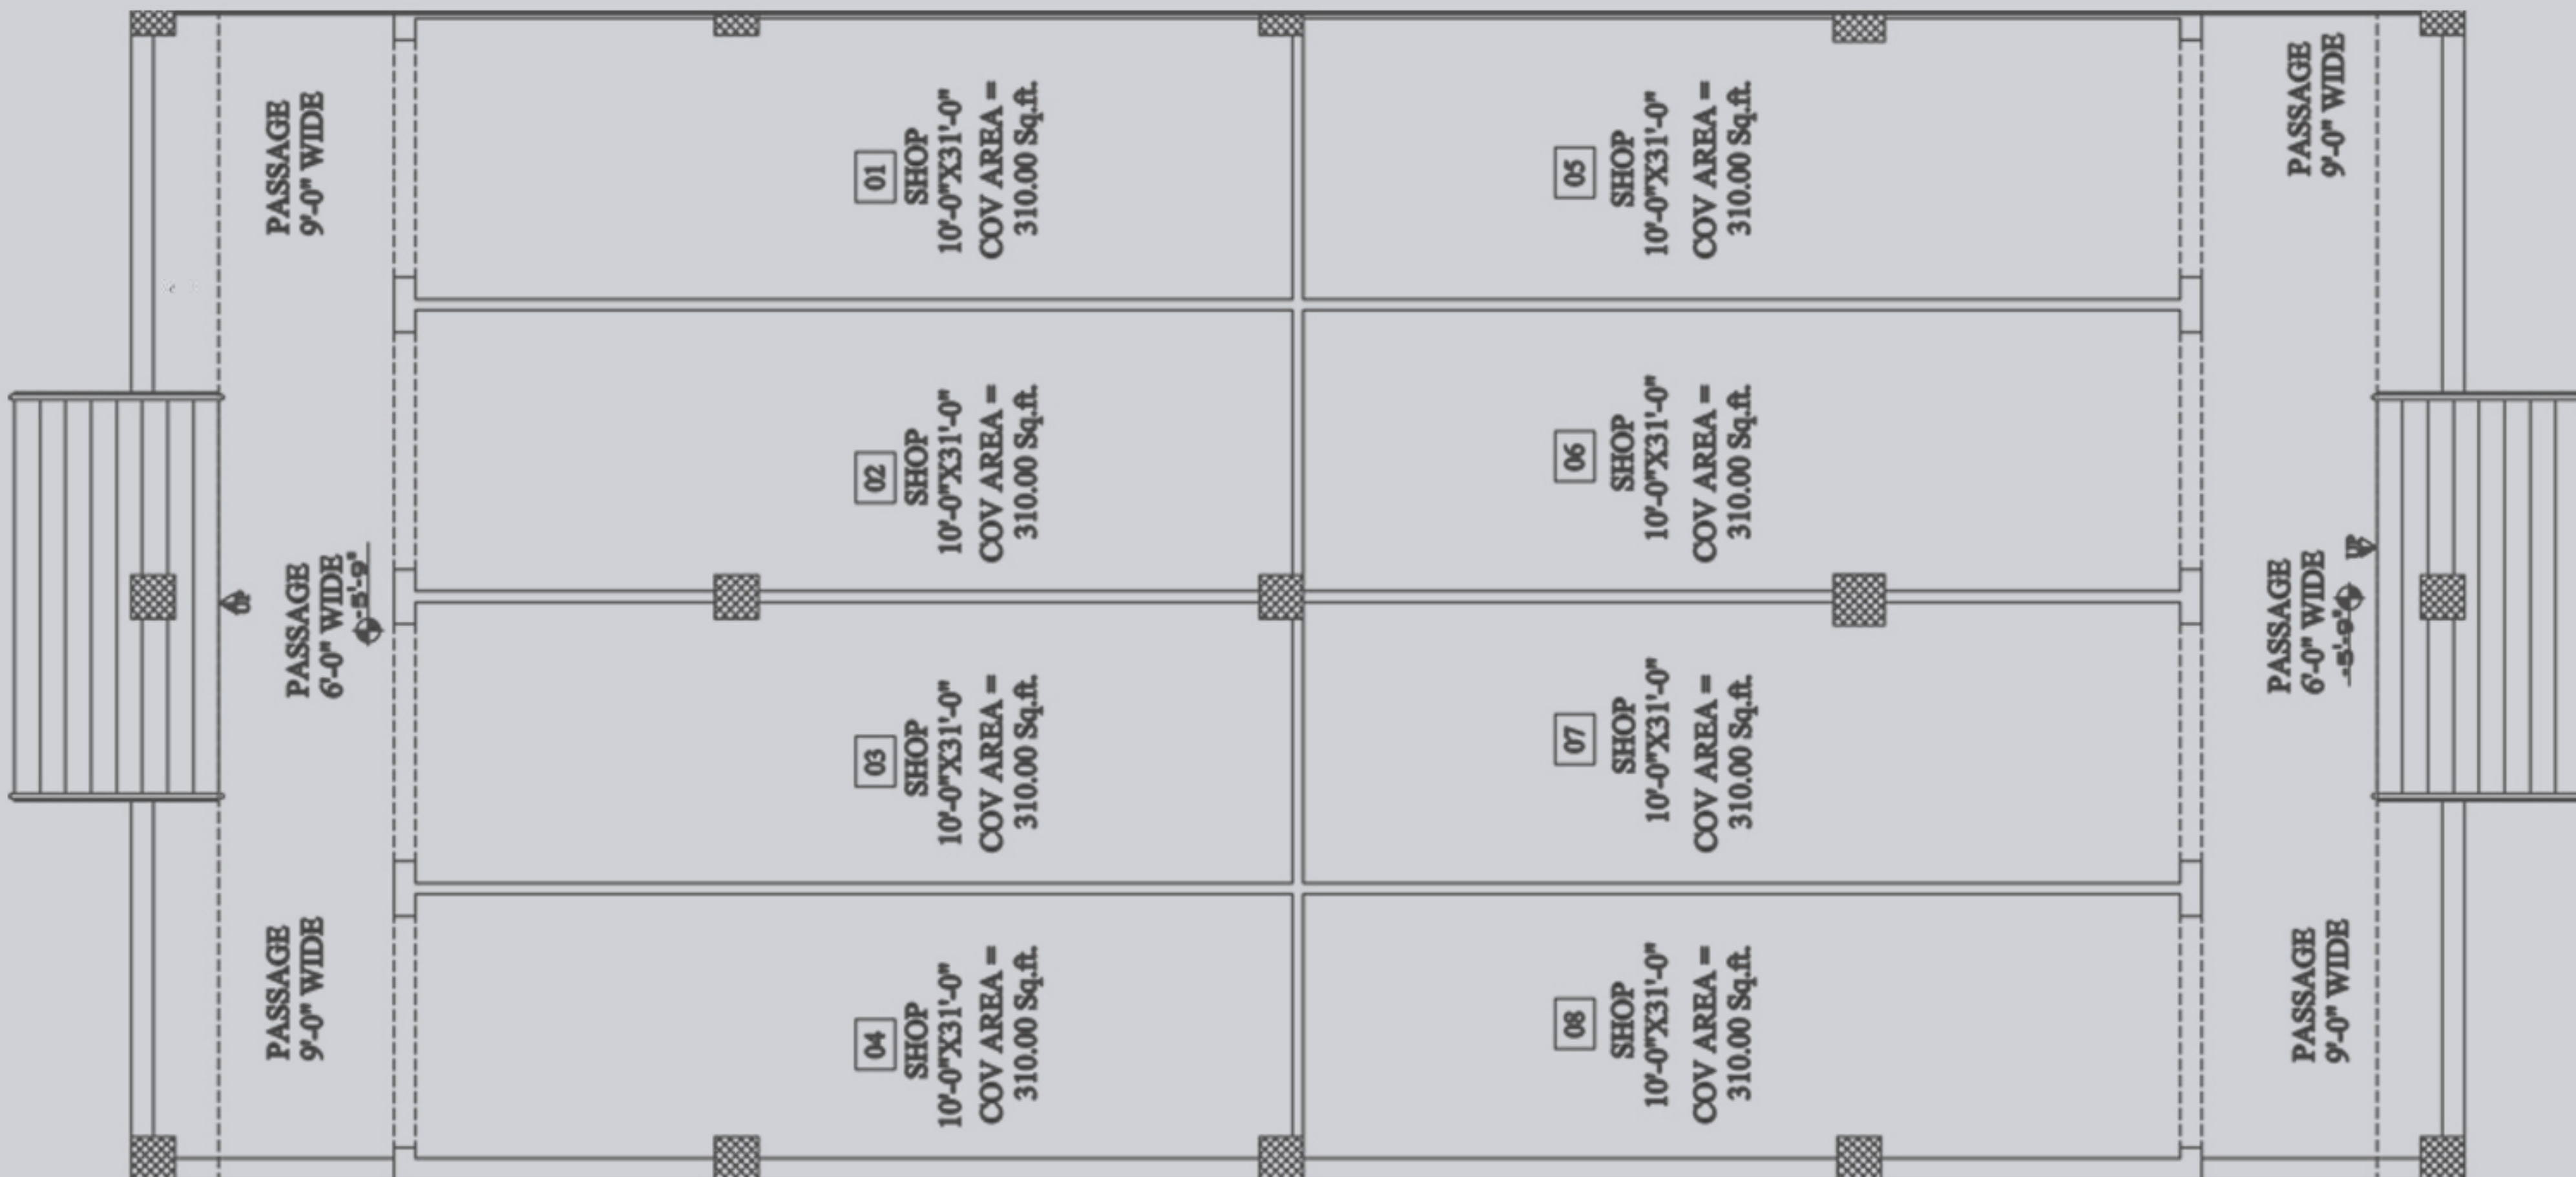 PASSAGE
9'-0" WIDE
PASSAGE
6'-0" WIDE
-5'-9"
UP
PASSAGE
9'-0" WIDE
01
SHOP
10'-0"X31'-0"
COV AREA =
310.00 Sq.ft.
02
SHOP
10'-0"X31'-0"
COV AREA =
310.00 Sq.ft.
03
SHOP
10'-0"X31'-0"
COV AREA =
310.00 Sq.ft.
04
SHOP
10'-0"X31'-0"
COV AREA =
310.00 Sq.ft.
05
SHOP
10'-0"X31'-0"
COV AREA =
310.00 Sq.ft.
06
SHOP
10'-0"X31'-0"
COV AREA =
310.00 Sq.ft.
07
SHOP
10'-0"X31'-0"
COV AREA =
310.00 Sq.ft.
08
SHOP
10'-0"X31'-0"
COV AREA =
310.00 Sq.ft.
PASSAGE
9'-0" WIDE
PASSAGE
6'-0" WIDE
-5'-9"
UP
PASSAGE
9'-0" WIDE